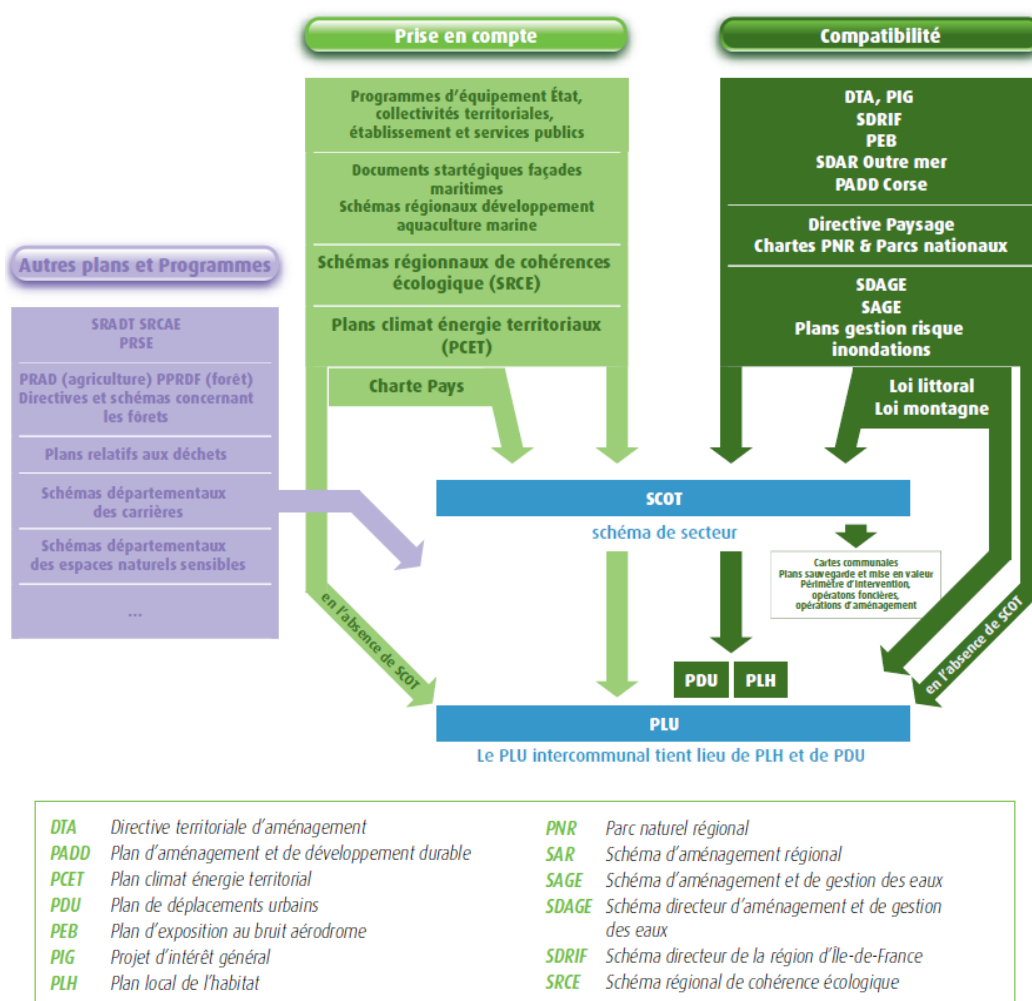 Prise en compte
Compatibilité
Programmes d'équipement État,
collectivités territoriales,
établissement et services publics
Documents startégiques façades
maritimes
Schémas régionaux développement
aquaculture marine
Schémas régionnaux de cohérences
écologique (SRCE)
Plans climat énergie territoriaux
(PCET)
Charte Pays
en l'absence de SCOT
DTA, PIG
SDRIF
PEB
SDAR Outre mer
PADD Corse
Directive Paysage
Chartes PNR & Parcs nationaux
SDAGE
SAGE
Plans gestion risque
inondations
Loi littoral
Loi montagne
en l'absence de SCOT
Autres plans et Programmes
SRADT SRCAE
PRSE
PRAD (agriculture) PPRDF (forêt)
Directives et schémas concernant
les fôrets
Plans relatifs aux déchets
Schémas départementaux
des carrières
Schémas départementaux
des espaces naturels sensibles
...
SCOT
schéma de secteur
Cartes communales
Plans sauvegarde et mise en valeur
Périmètre d'intervention,
opératons foncières,
opérations d'aménagement
PDU
PLH
PLU
Le PLU intercommunal tient lieu de PLH et de PDU
DTA Directive territoriale d'aménagement
PADD Plan d'aménagement et de développement durable
PCET Plan climat énergie territorial
PDU Plan de déplacements urbains
PEB Plan d'exposition au bruit aérodrome
PIG Projet d'intérêt général
PLH Plan local de l'habitat
PNR Parc naturel régional
SAR Schéma d'aménagement régional
SAGE Schéma d'aménagement et de gestion des eaux
SDAGE Schéma directeur d'aménagement et de gestion
des eaux
SDRIF Schéma directeur de la région d'Île-de-France
SRCE Schéma régional de cohérence écologique